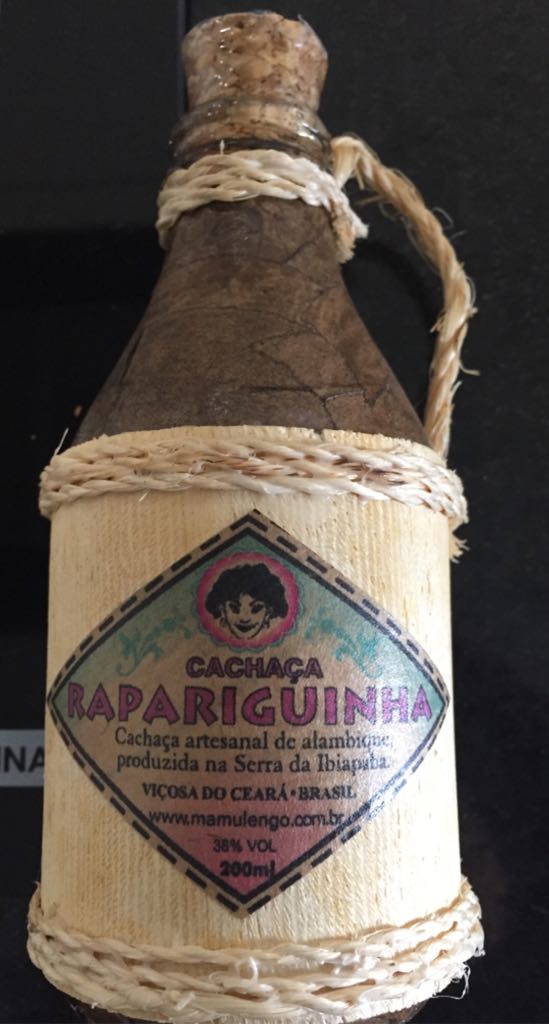 CACHAÇA
RAPARIGUINHA
Cachaça artesanal de alambique,
produzida na Serra da Ibiapaba.
VIÇOSA DO CEARÁ • BRASIL
www.mamulengo.com.br
38% VOL
200ml
INA